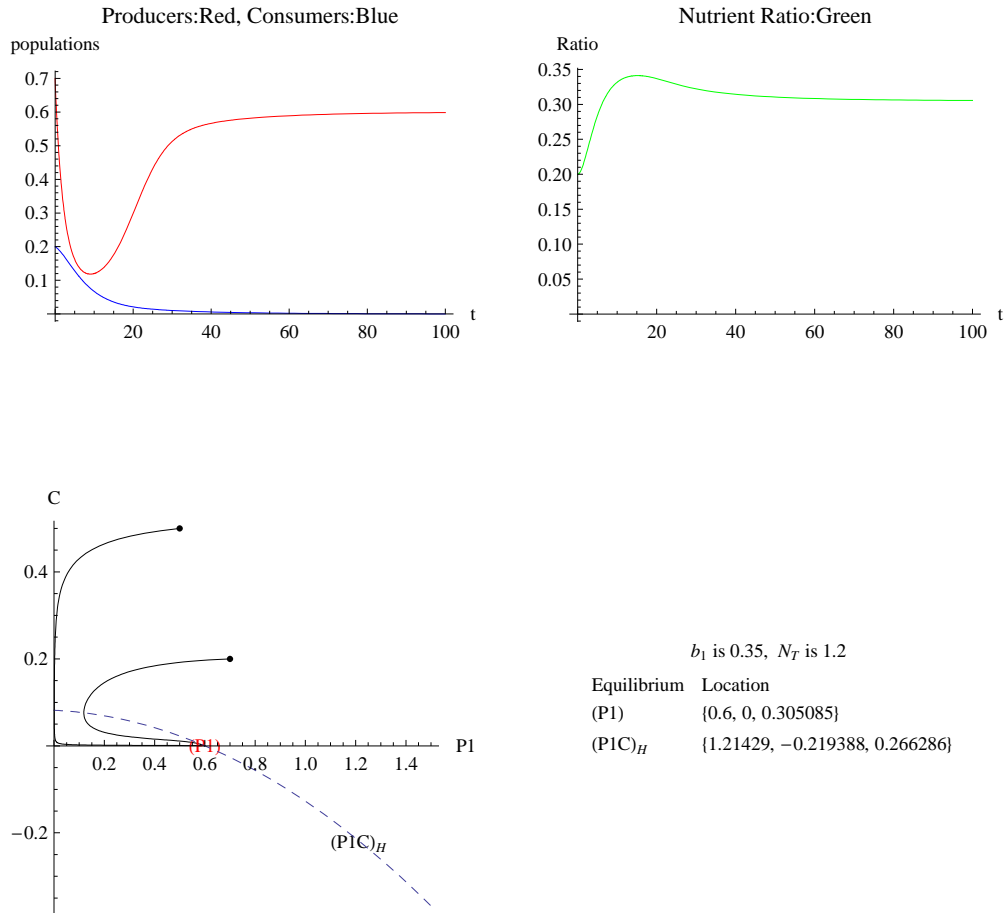 Producers:Red, Consumers:Blue
populations
0.7
0.6
0.5
0.4
0.3
0.2
0.1
20 40 60 80 100
t
Nutrient Ratio:Green
Ratio
0.35
0.30
0.25
0.20
0.15
0.10
0.05
20 40 60 80 100
t
C
0.4
0.2
(P1)
P1
0.2 0.4 0.6 0.8 1.0 1.2 1.4
−0.2
(P1C)H
b1 is 0.35, NT is 1.2
Equilibrium Location
(P1) {0.6, 0, 0.305085}
(P1C)H {1.21429, −0.219388, 0.266286}